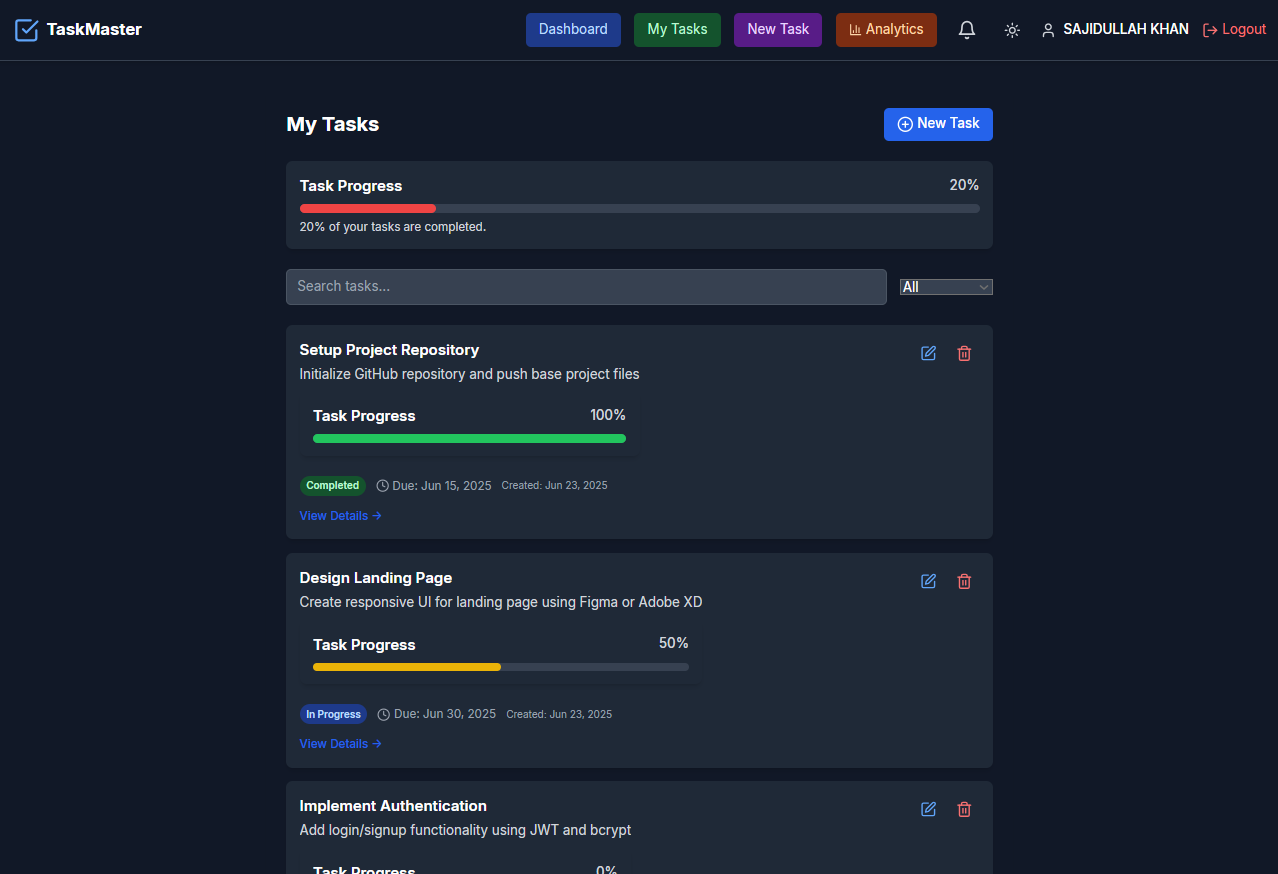 TaskMaster Dashboard My Tasks New Task Analytics SAJIDULLAH KHAN Logout
My Tasks New Task
Task Progress 20%
20% of your tasks are completed.
Search tasks... All
Setup Project Repository
Initialize GitHub repository and push base project files
Task Progress 100%
Completed Due: Jun 15, 2025 Created: Jun 23, 2025
View Details →
Design Landing Page
Create responsive UI for landing page using Figma or Adobe XD
Task Progress 50%
In Progress Due: Jun 30, 2025 Created: Jun 23, 2025
View Details →
Implement Authentication
Add login/signup functionality using JWT and bcrypt
Task Progress 0%